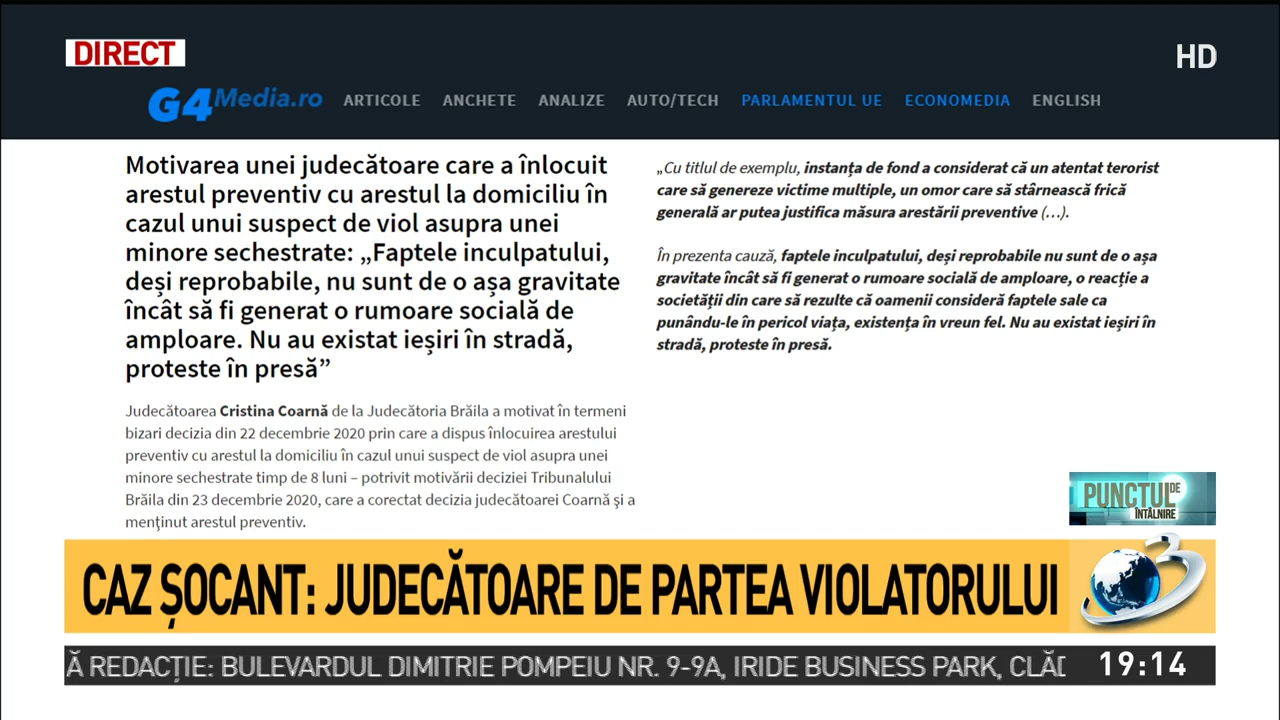 DIRECT
HD
G4Media.ro ARTICOLE ANCHETE ANALIZE AUTO/TECH PARLAMENTUL UE ECONOMEDIA ENGLISH
Motivarea unei judecătoare care a înlocuit
arestul preventiv cu arestul la domiciliu în
cazul unui suspect de viol asupra unei
minore sechestrate: „Faptele inculpatului,
deși reprobabile, nu sunt de o așa gravitate
încât să fi generat o rumoare socială de
amploare. Nu au existat ieșiri în stradă,
proteste în presă”
Judecătoarea Cristina Coarnă de la Judecătoria Brăila a motivat în termeni
bizari decizia din 22 decembrie 2020 prin care a dispus înlocuirea arestului
preventiv cu arestul la domiciliu în cazul unui suspect de viol asupra unei
minore sechestrate timp de 8 luni – potrivit motivării deciziei Tribunalului
Brăila din 23 decembrie 2020, care a corectat decizia judecătoarei Coarnă şi a
menţinut arestul preventiv.
„Cu titlul de exemplu, instanța de fond a considerat că un atentat terorist
care să genereze victime multiple, un omor care să stârnească frică
generală ar putea justifica măsura arestării preventive (…).
În prezenta cauză, faptele inculpatului, deși reprobabile nu sunt de o așa
gravitate încât să fi generat o rumoare socială de amploare, o reacție a
societății din care să rezulte că oamenii consideră faptele sale ca
punându-le în pericol viața, existența în vreun fel. Nu au existat ieșiri în
stradă, proteste în presă.
PUNCTUL DE
ÎNTÂLNIRE
CAZ ȘOCANT: JUDECĂTOARE DE PARTEA VIOLATORULUI
3
Ă REDACȚIE: BULEVARDUL DIMITRIE POMPEIU NR. 9-9A, IRIDE BUSINESS PARK, CLĂD
19:14